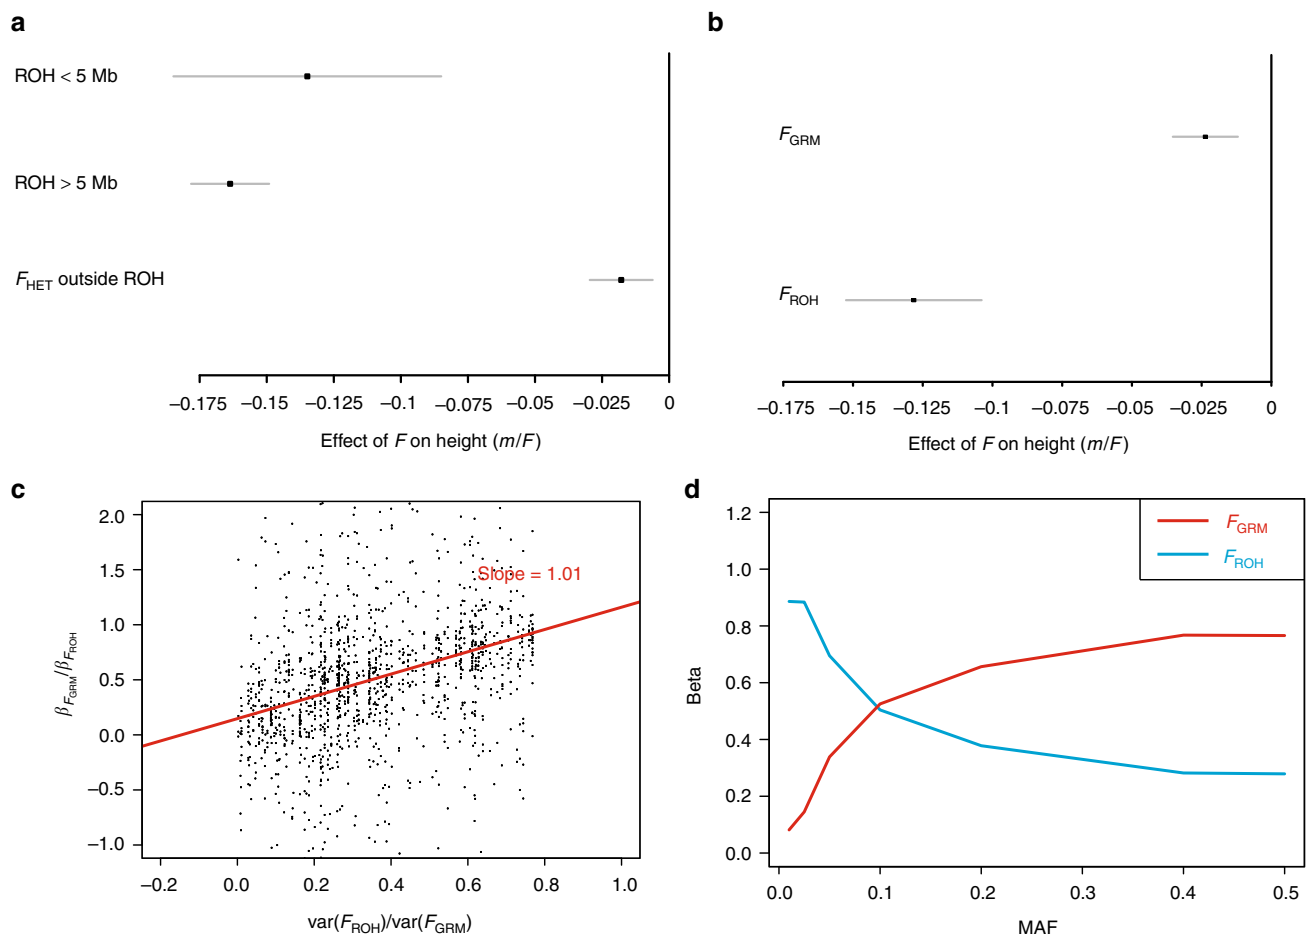 a
ROH < 5 Mb
ROH > 5 Mb
FHET outside ROH
−0.175 −0.15 −0.125 −0.1 −0.075 −0.05 −0.025 0
Effect of F on height (m/F)
b
FGRM
FROH
−0.175 −0.15 −0.125 −0.1 −0.075 −0.05 −0.025 0
Effect of F on height (m/F)
c
2.0
1.5
1.0
0.5
0.0
−0.5
−1.0
βFGRM/βFROH
Slope = 1.01
−0.2 0.0 0.2 0.4 0.6 0.8 1.0
var(FROH)/var(FGRM)
d
1.2
1.0
0.8
0.6
0.4
0.2
0.0
Beta
FGRM
FROH
0.0 0.1 0.2 0.3 0.4 0.5
MAF